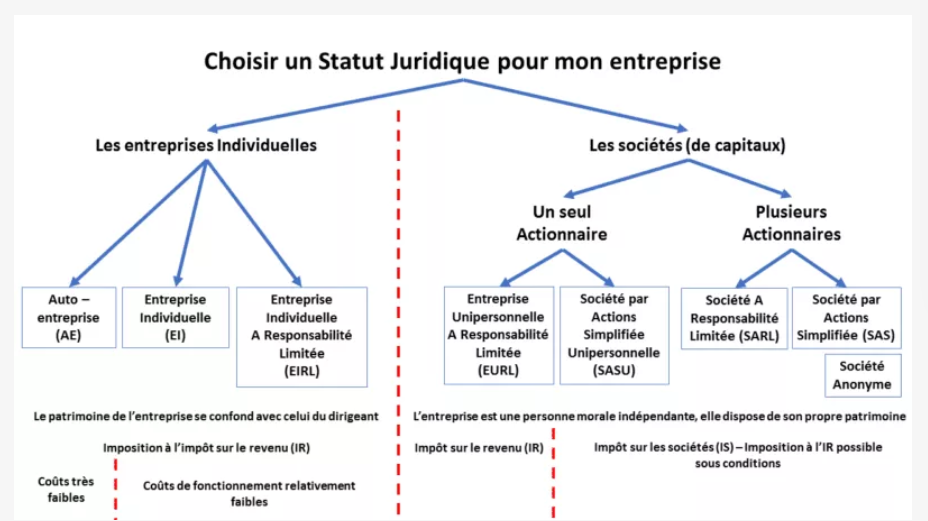 Choisir un Statut Juridique pour mon entreprise
Les entreprises Individuelles
Les sociétés (de capitaux)
Un seul
Actionnaire
Plusieurs
Actionnaires
Auto –
entreprise
(AE)
Entreprise
Individuelle
(EI)
Entreprise
Individuelle
A Responsabilité
Limitée
(EIRL)
Entreprise
Unipersonnelle
A Responsabilité
Limitée
(EURL)
Société par
Actions
Simplifiée
Unipersonnelle
(SASU)
Société A
Responsabilité
Limitée (SARL)
Société par
Actions
Simplifiée (SAS)
Société
Anonyme
Le patrimoine de l'entreprise se confond avec celui du dirigeant
L'entreprise est une personne morale indépendante, elle dispose de son propre patrimoine
Imposition à l'impôt sur le revenu (IR)
Impôt sur le revenu (IR)
Impôt sur les sociétés (IS) – Imposition à l'IR possible
sous conditions
Coûts très
faibles
Coûts de fonctionnement relativement
faibles